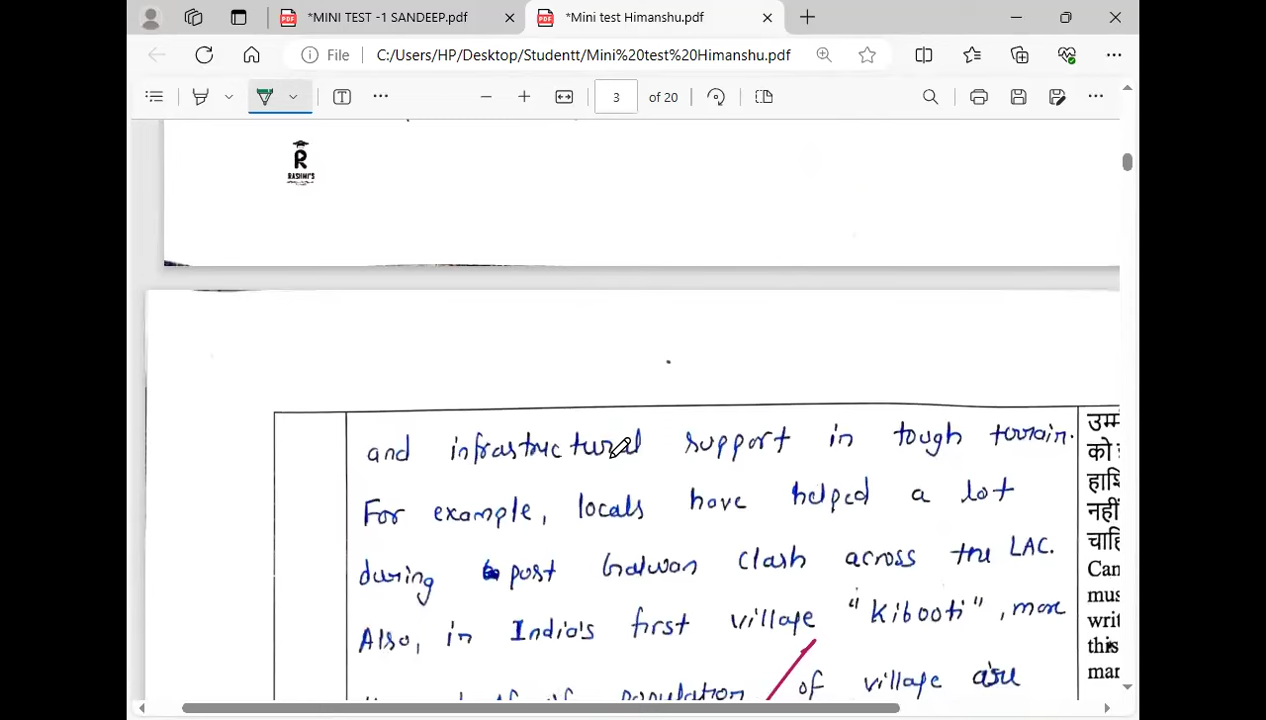 *MINI TEST -1 SANDEEP.pdf
*Mini test Himanshu.pdf
File C:/Users/HP/Desktop/Studentt/Mini%20test%20Himanshu.pdf
3 of 20
R
RASHMI'S
and infrastructural support in tough terrain.
For example, locals have helped a lot
during post Galwan clash across the LAC.
Also, in India's first village "Kibooti", more
population of village are
उम्म
को इ
हाशि
नहीं
चाहि
Can
mus
writ
this
mar